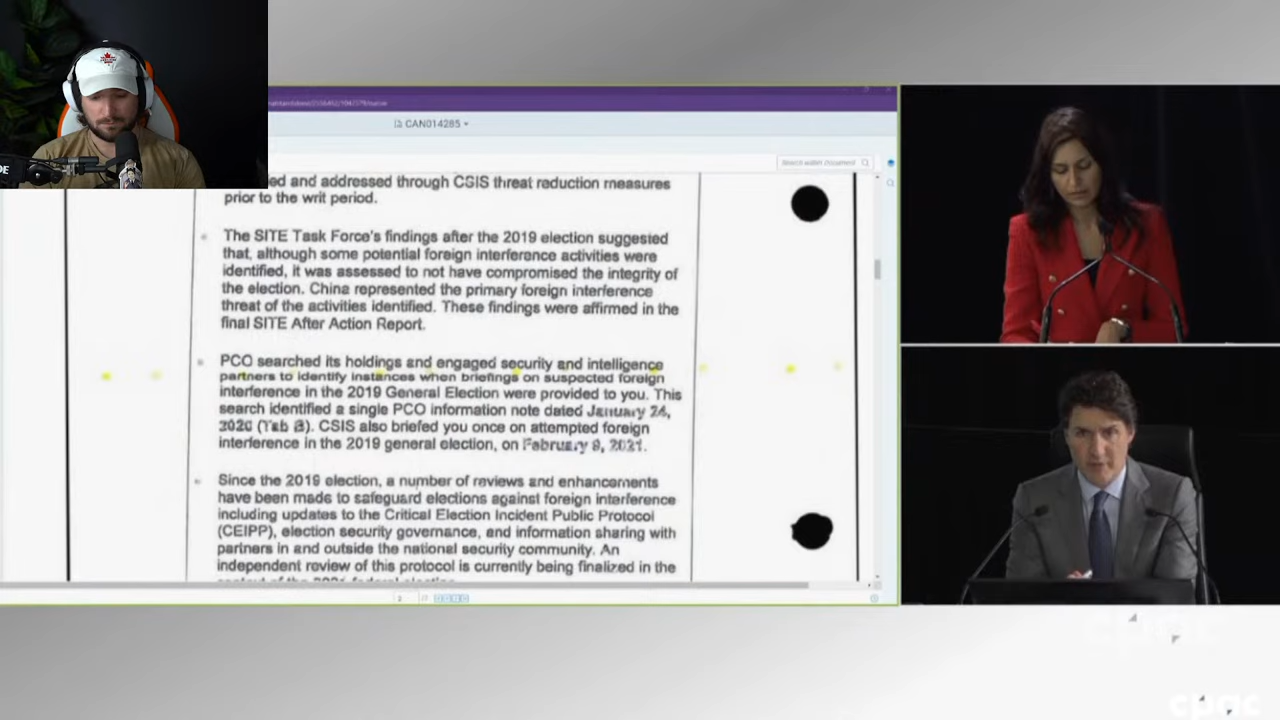 CAN014285
Search within Document
ed and addressed through CSIS threat reduction measures
prior to the writ period.
The SITE Task Force's findings after the 2019 election suggested
that, although some potential foreign interference activities were
identified, it was assessed to not have compromised the integrity of
the election. China represented the primary foreign interference
threat of the activities identified. These findings were affirmed in the
final SITE After Action Report.
PCO searched its holdings and engaged security and intelligence
partners to identify instances when briefings on suspected foreign
interference in the 2019 General Election were provided to you. This
search identified a single PCO information note dated January 24,
2020 (Tab B). CSIS also briefed you once on attempted foreign
interference in the 2019 general election, on February 9, 2021.
Since the 2019 election, a number of reviews and enhancements
have been made to safeguard elections against foreign interference
including updates to the Critical Election Incident Public Protocol
(CEIPP), election security governance, and information sharing with
partners in and outside the national security community. An
independent review of this protocol is currently being finalized in the
2
cpac
cpac